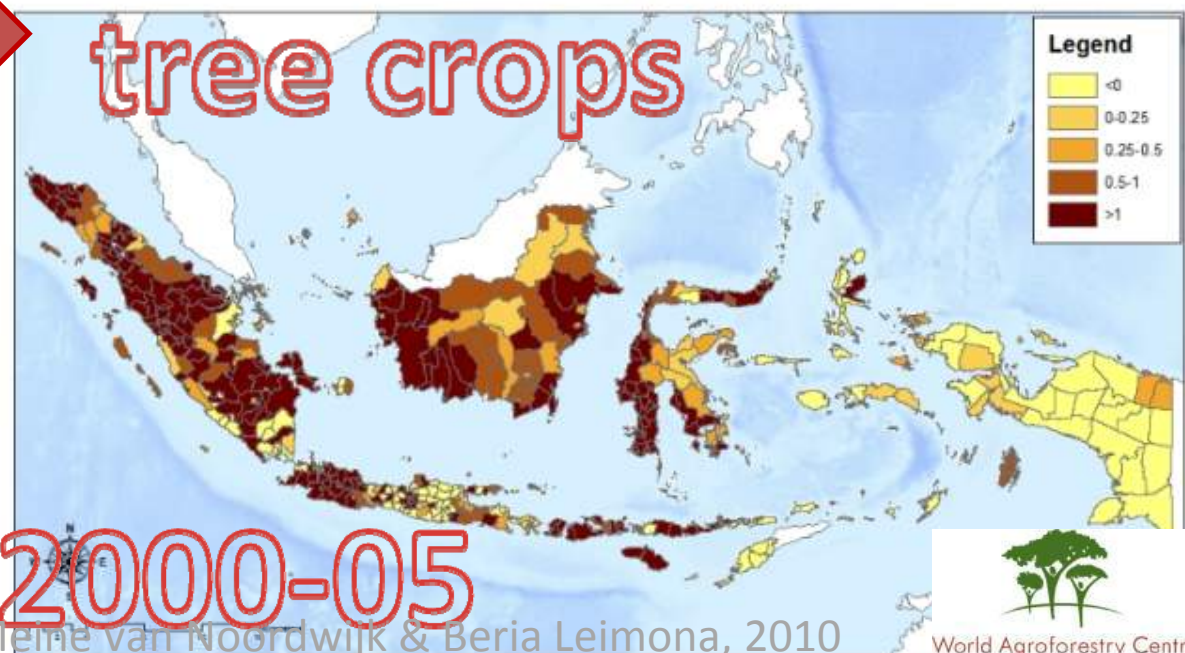 tree crops
Legend
<0
0-0.25
0.25-0.5
0.5-1
>1
N
E
2000-05
van Noordwijk & Beria Leimona, 2010
World Agroforestry